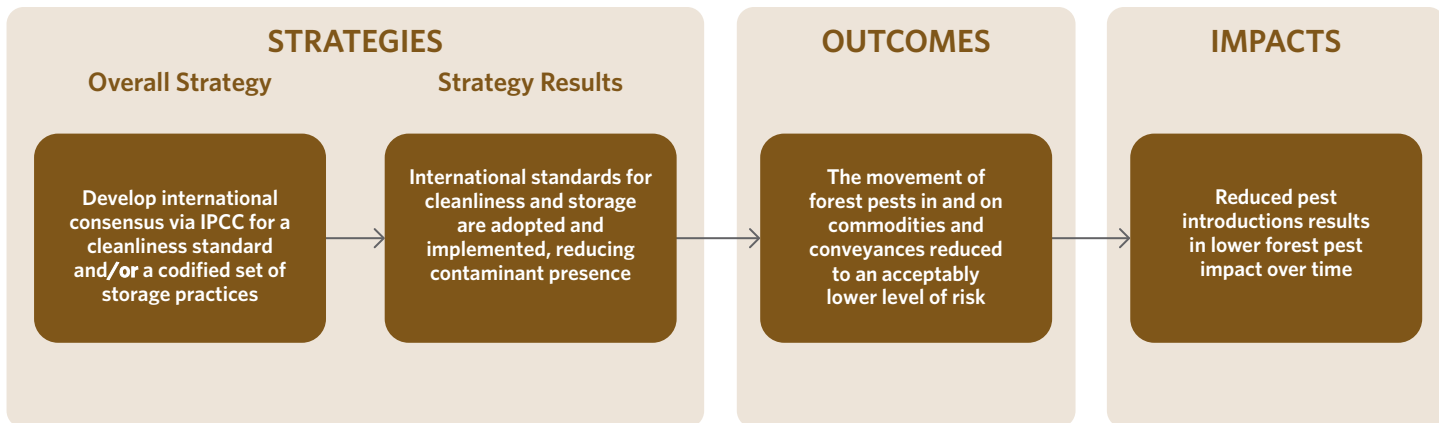 STRATEGIES
Overall Strategy
Strategy Results
Develop international
consensus via IPCC for a
cleanliness standard
and/or a codified set of
storage practices
International standards for
cleanliness and storage
are adopted and
implemented, reducing
contaminant presence
OUTCOMES
The movement of
forest pests in and on
commodities and
conveyances reduced
to an acceptably
lower level of risk
IMPACTS
Reduced pest
introductions results
in lower forest pest
impact over time